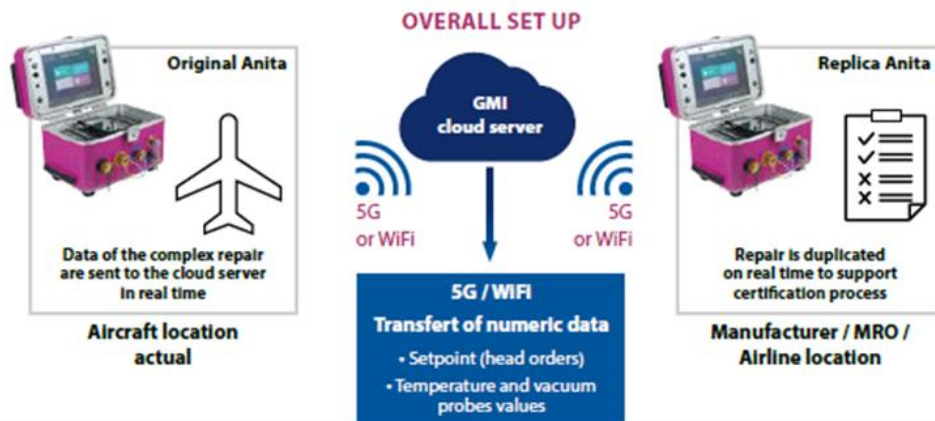 OVERALL SET UP
Original Anita
Data of the complex repair
are sent to the cloud server
in real time
Aircraft location
actual
GMI
cloud server
5G
or WiFi
5G
or WiFi
5G / WIFI
Transfert of numeric data
• Setpoint (head orders)
• Temperature and vacuum
probes values
Replica Anita
Repair is duplicated
on real time to support
certification process
Manufacturer / MRO /
Airline location